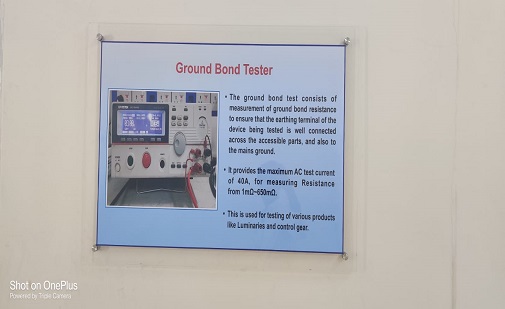 Ground Bond Tester
• The ground bond test consists of
measurement of ground bond resistance
to ensure that the earthing terminal of the
device being tested is well connected
across the accessible parts, and also to
the mains ground.
• It provides the maximum AC test current
of 40A, for measuring Resistance
from 1mΩ~650mΩ.
• This is used for testing of various products
like Luminaries and control gear.
Shot on OnePlus
Powered by Triple Camera